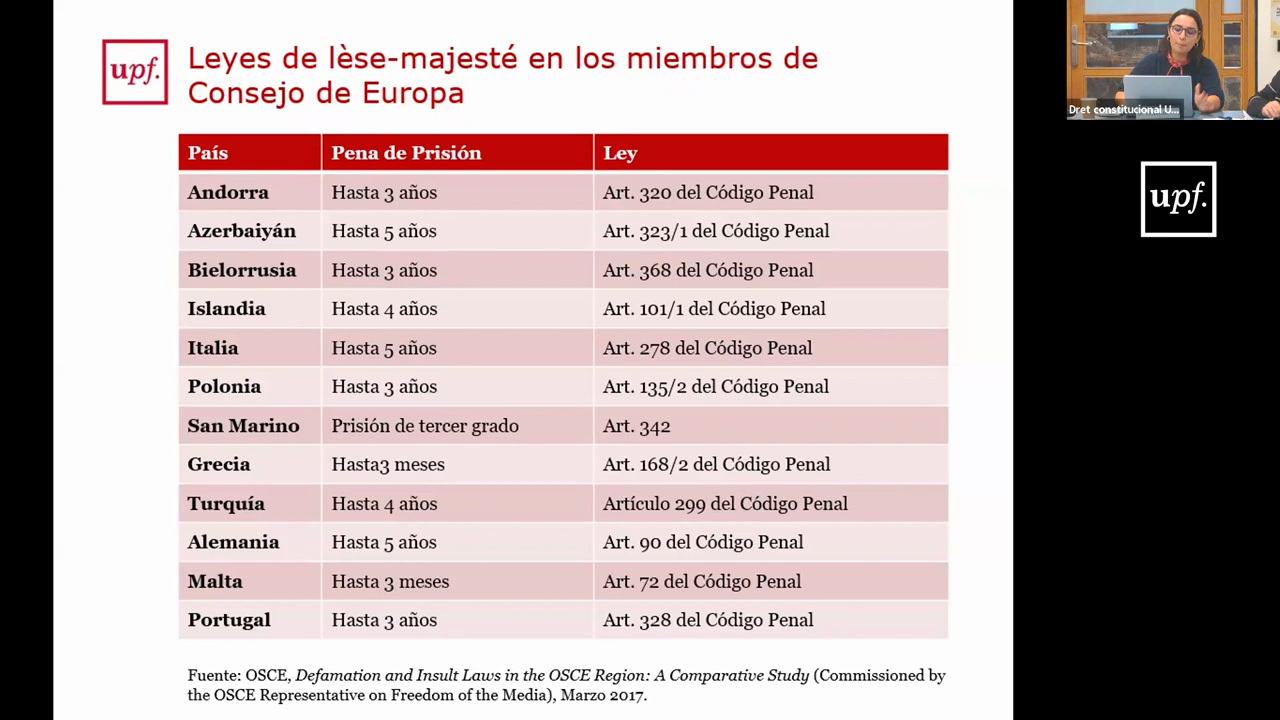 upf.
Leyes de lèse-majesté en los miembros de
Consejo de Europa
País Pena de Prisión Ley
Andorra Hasta 3 años Art. 320 del Código Penal
Azerbaiyán Hasta 5 años Art. 323/1 del Código Penal
Bielorrusia Hasta 3 años Art. 368 del Código Penal
Islandia Hasta 4 años Art. 101/1 del Código Penal
Italia Hasta 5 años Art. 278 del Código Penal
Polonia Hasta 3 años Art. 135/2 del Código Penal
San Marino Prisión de tercer grado Art. 342
Grecia Hasta3 meses Art. 168/2 del Código Penal
Turquía Hasta 4 años Artículo 299 del Código Penal
Alemania Hasta 5 años Art. 90 del Código Penal
Malta Hasta 3 meses Art. 72 del Código Penal
Portugal Hasta 3 años Art. 328 del Código Penal
Fuente: OSCE, Defamation and Insult Laws in the OSCE Region: A Comparative Study (Commissioned by
the OSCE Representative on Freedom of the Media), Marzo 2017.
Dret constitucional U...
upf.